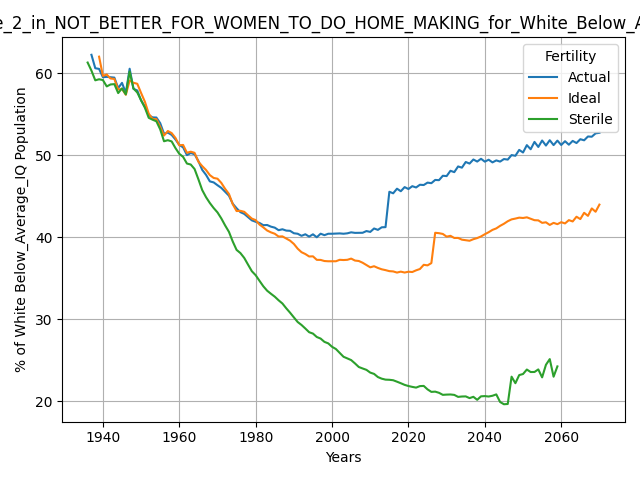 _2_in_NOT_BETTER_FOR_WOMEN_TO_DO_HOME_MAKING_for_White_Below_A
Fertility
Actual
Ideal
Sterile
% of White Below_Average_IQ Population
60
50
40
30
20
1940 1960 1980 2000 2020 2040 2060
Years